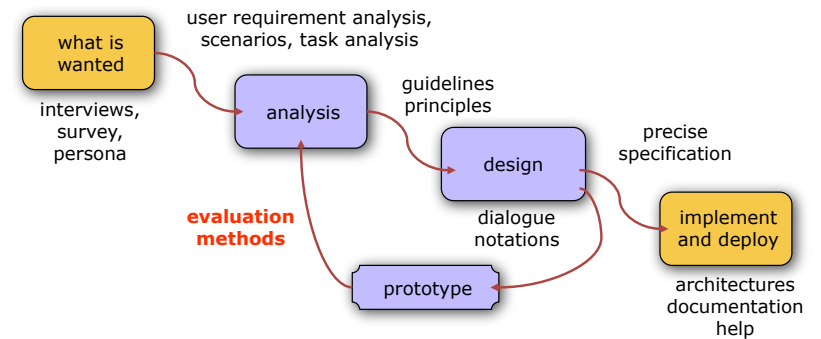 what is
wanted
interviews,
survey,
persona
user requirement analysis,
scenarios, task analysis
analysis
guidelines
principles
design
dialogue
notations
precise
specification
implement
and deploy
architectures
documentation
help
evaluation
methods
prototype